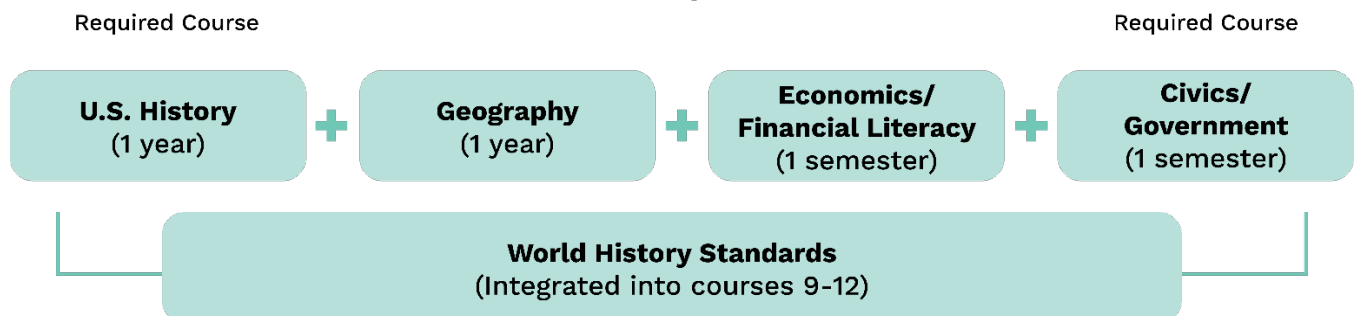 Required Course
Required Course
U.S. History
(1 year)
Geography
(1 year)
Economics/
Financial Literacy
(1 semester)
Civics/
Government
(1 semester)
World History Standards
(Integrated into courses 9-12)